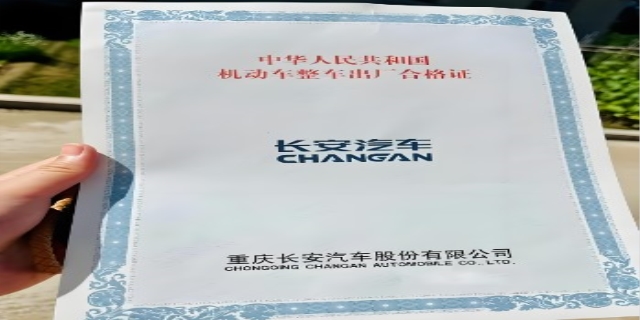 中华人民共和国
机动车整车出厂合格证
长安汽车
CHANGAN
重庆长安汽车股份有限公司
CHONGQING CHANGAN AUTOMOBILE CO., LTD.